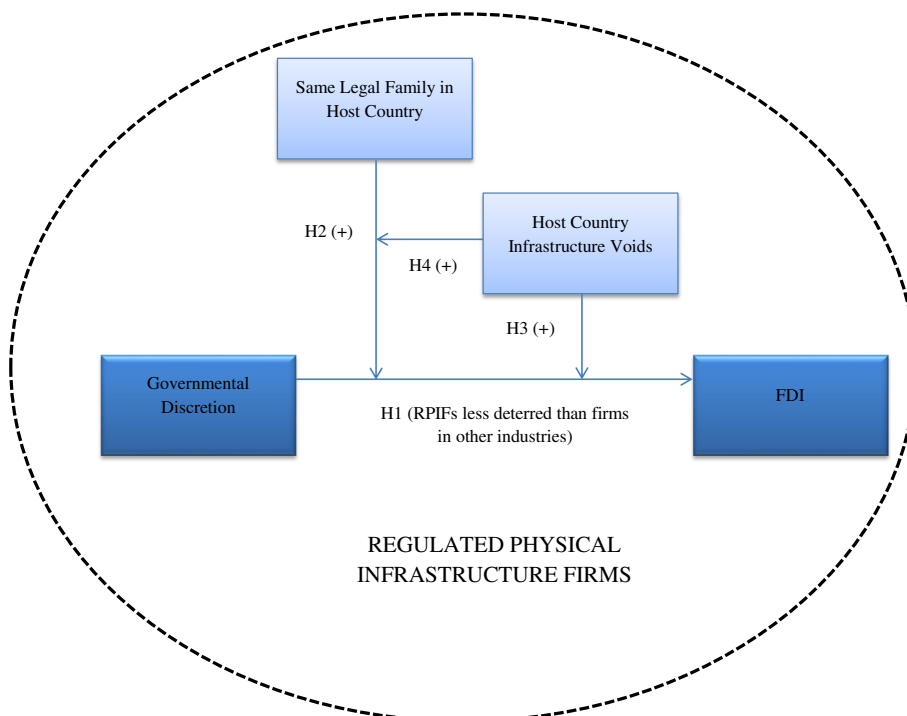 Same Legal Family in
Host Country
Host Country
Infrastructure Voids
H2 (+)
H4 (+)
H3 (+)
Governmental
Discretion
FDI
H1 (RPIFs less deterred than firms
in other industries)
REGULATED PHYSICAL
INFRASTRUCTURE FIRMS